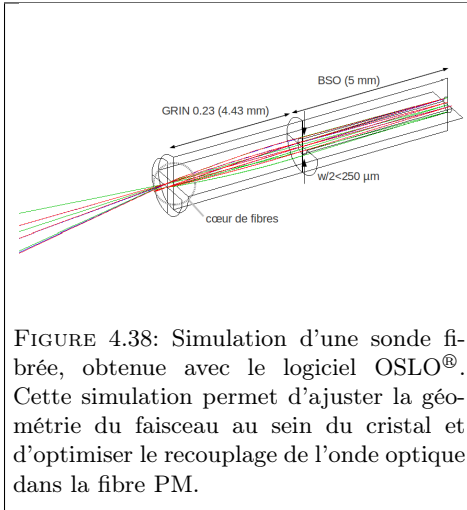 BSO (5 mm)
GRIN 0.23 (4.43 mm)
w/2<250 µm
cœur de fibres
FIGURE 4.38: Simulation d'une sonde fi-
brée, obtenue avec le logiciel OSLO®.
Cette simulation permet d'ajuster la géo-
métrie du faisceau au sein du cristal et
d'optimiser le recouplage de l'onde optique
dans la fibre PM.